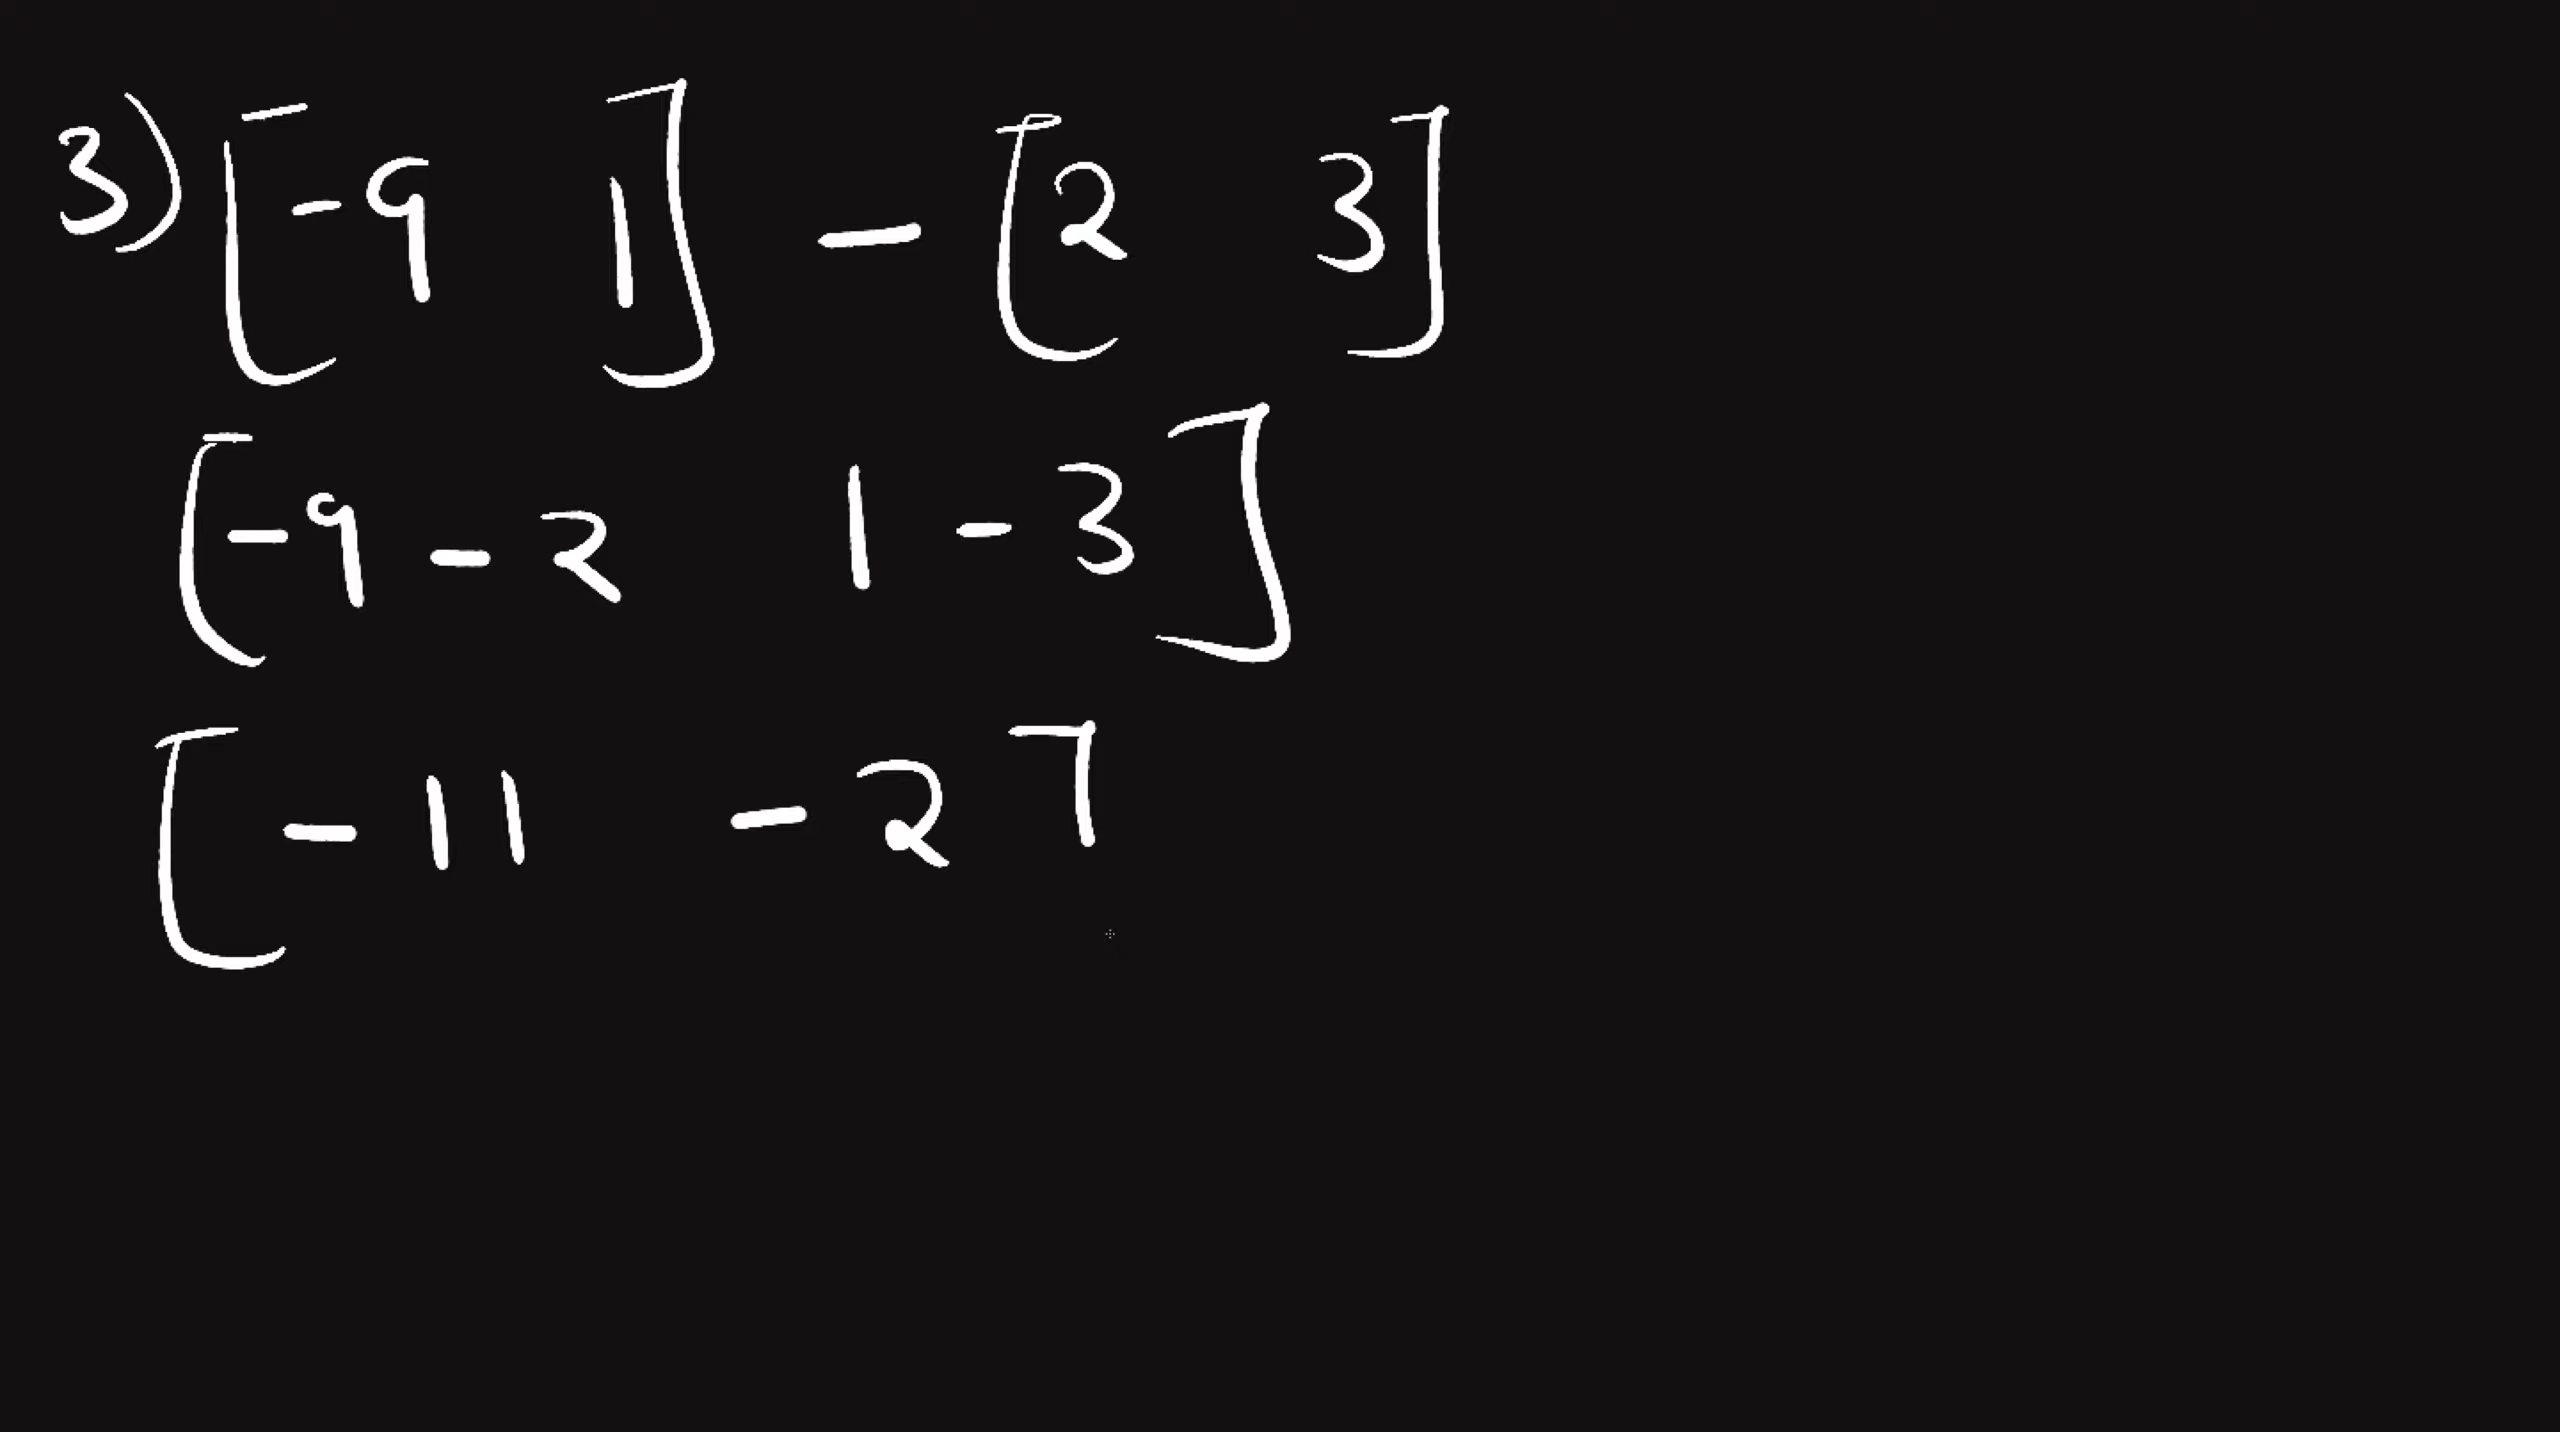 3) [-9 1] - [2 3]
[-9 - 2 1 - 3]
[-11 -2]